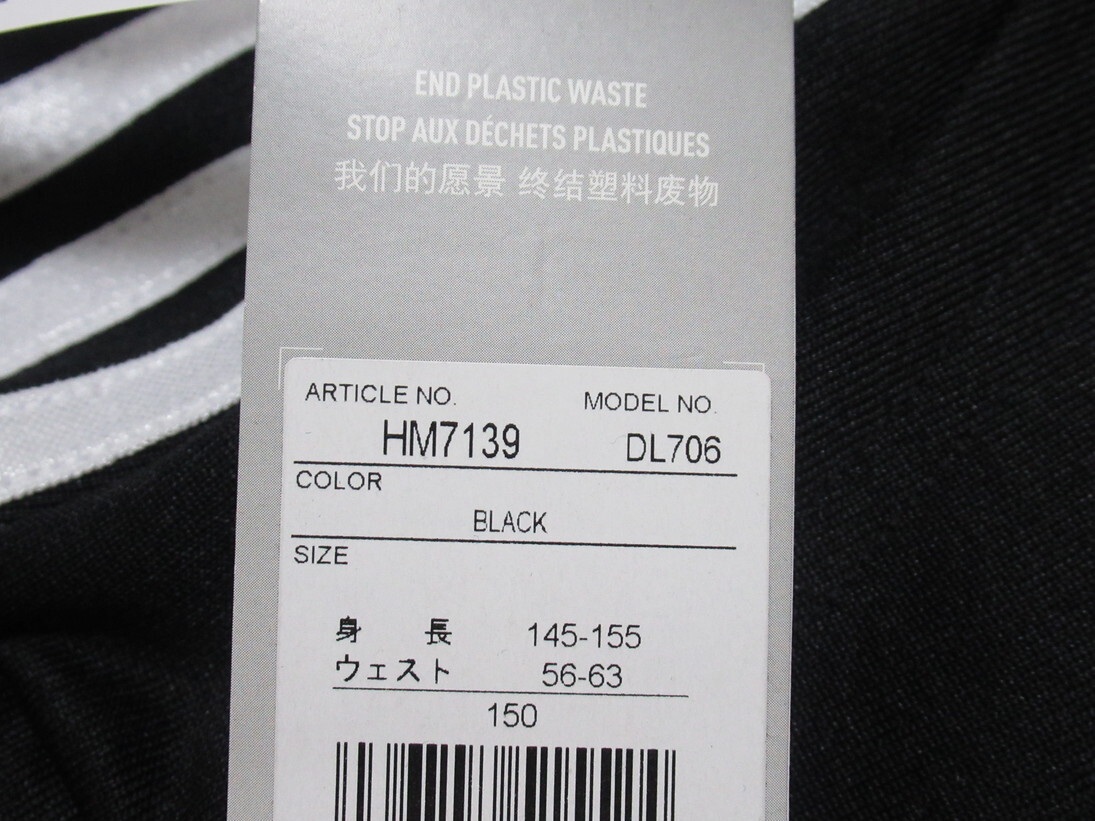 END PLASTIC WASTE
STOP AUX DÉCHETS PLASTIQUES
我们的愿景 终结塑料废物
ARTICLE NO. MODEL NO.
HM7139 DL706
COLOR
BLACK
SIZE
身 長 145-155
ウェスト 56-63
150